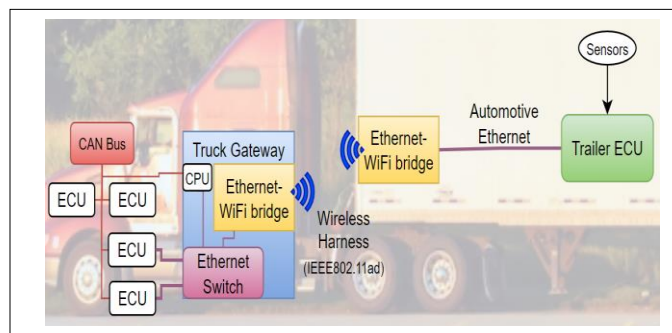 Sensors
CAN Bus
Truck Gateway
CPU
Ethernet-
WiFi bridge
ECU
ECU
ECU
ECU
Ethernet
Switch
Wireless
Harness
(IEEE802.11ad)
Ethernet-
WiFi bridge
Automotive
Ethernet
Trailer ECU